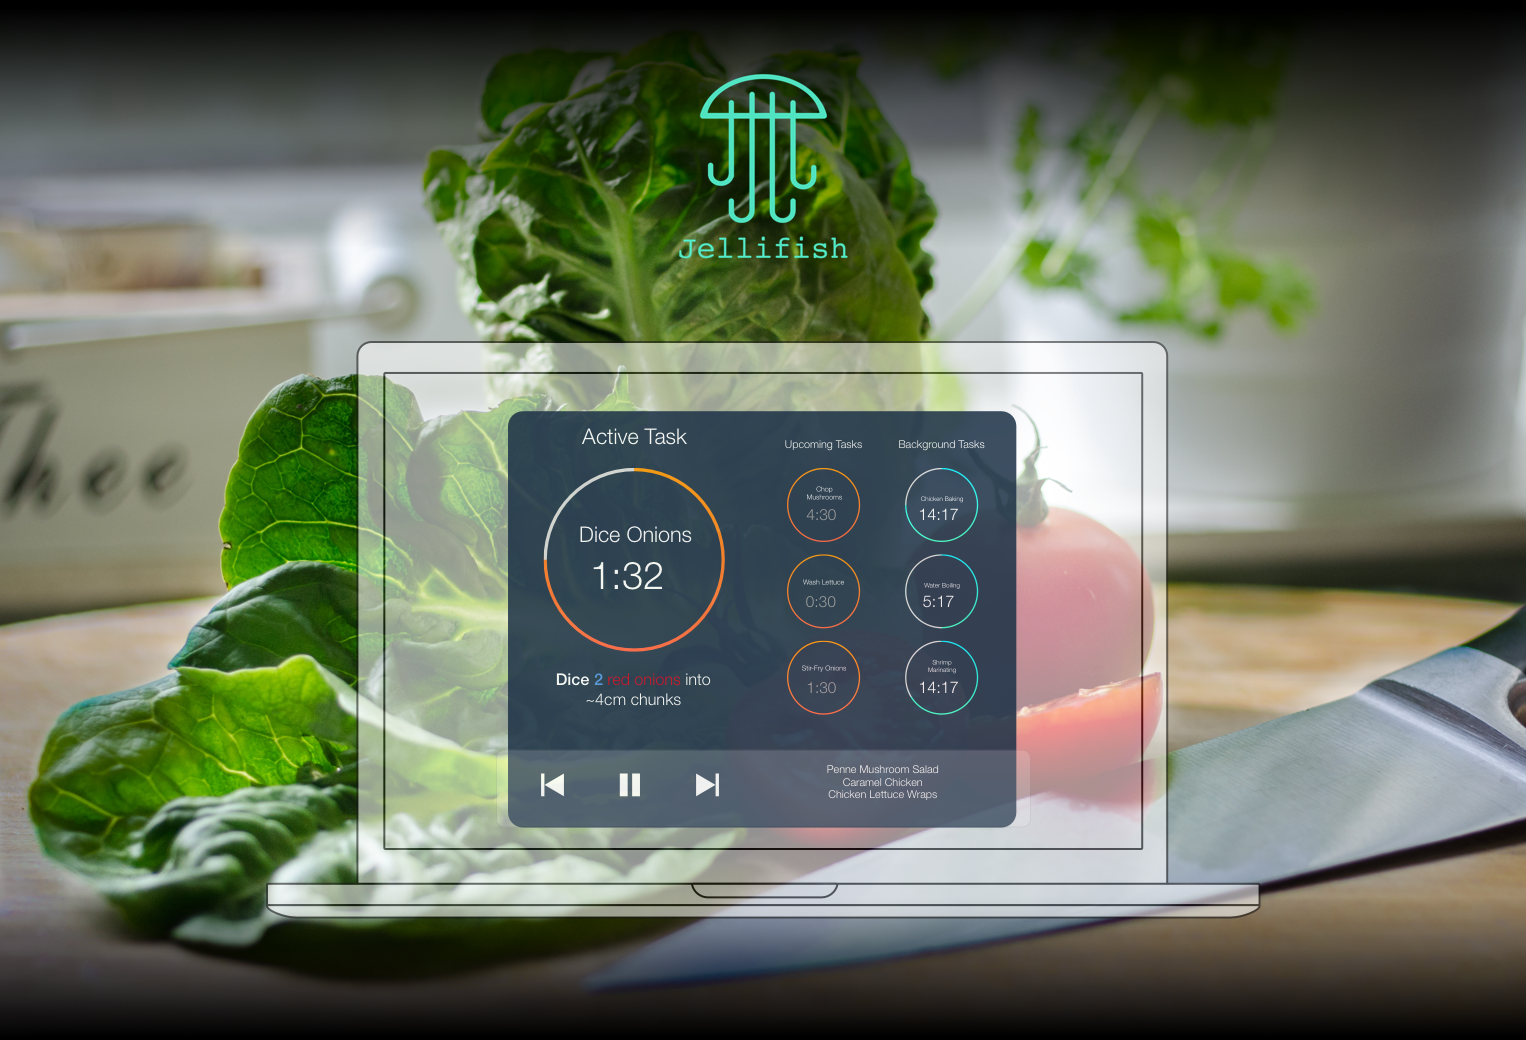 Jellifish
hee
Active Task
Dice Onions
1:32
Dice 2 red onions into
~4cm chunks
Upcoming Tasks
Chop
Mushrooms
4:30
Wash Lettuce
0:30
Stir-Fry Onions
1:30
Background Tasks
Chicken Baking
14:17
Water Boiling
5:17
Shrimp
Marinating
14:17
Penne Mushroom Salad
Caramel Chicken
Chicken Lettuce Wraps